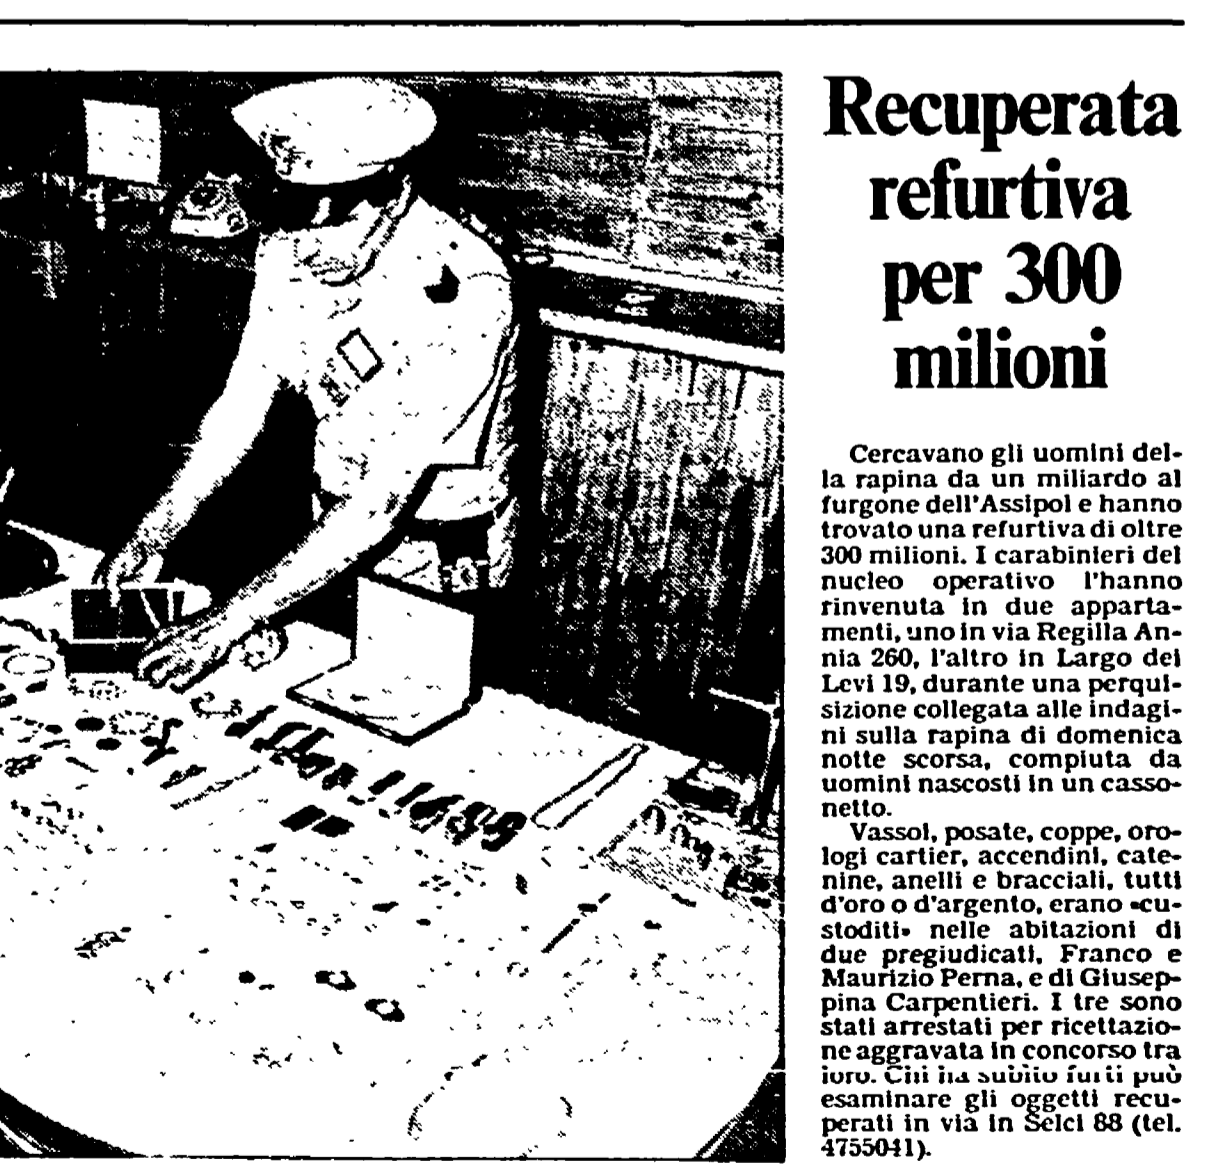 Recuperata
refurtiva
per 300
milioni
Cercavano gli uomini del-
la rapina da un miliardo al
furgone dell'Assipol e hanno
trovato una refurtiva di oltre
300 milioni. I carabinieri del
nucleo operativo l'hanno
rinvenuta in due apparta-
menti, uno in via Regilla An-
nia 260, l'altro in Largo dei
Levi 19, durante una perqui-
sizione collegata alle indagi-
ni sulla rapina di domenica
notte scorsa, compiuta da
uomini nascosti in un casso-
netto.
Vassoi, posate, coppe, oro-
logi cartier, accendini, cate-
nine, anelli e bracciali, tutti
d'oro o d'argento, erano «cu-
stoditi» nelle abitazioni di
due pregiudicati, Franco e
Maurizio Perna, e di Giusep-
pina Carpentieri. I tre sono
stati arrestati per ricettazio-
ne aggravata in concorso tra
loro. Chi ha subito furti può
esaminare gli oggetti recu-
perati in via in Selci 88 (tel.
4755041).